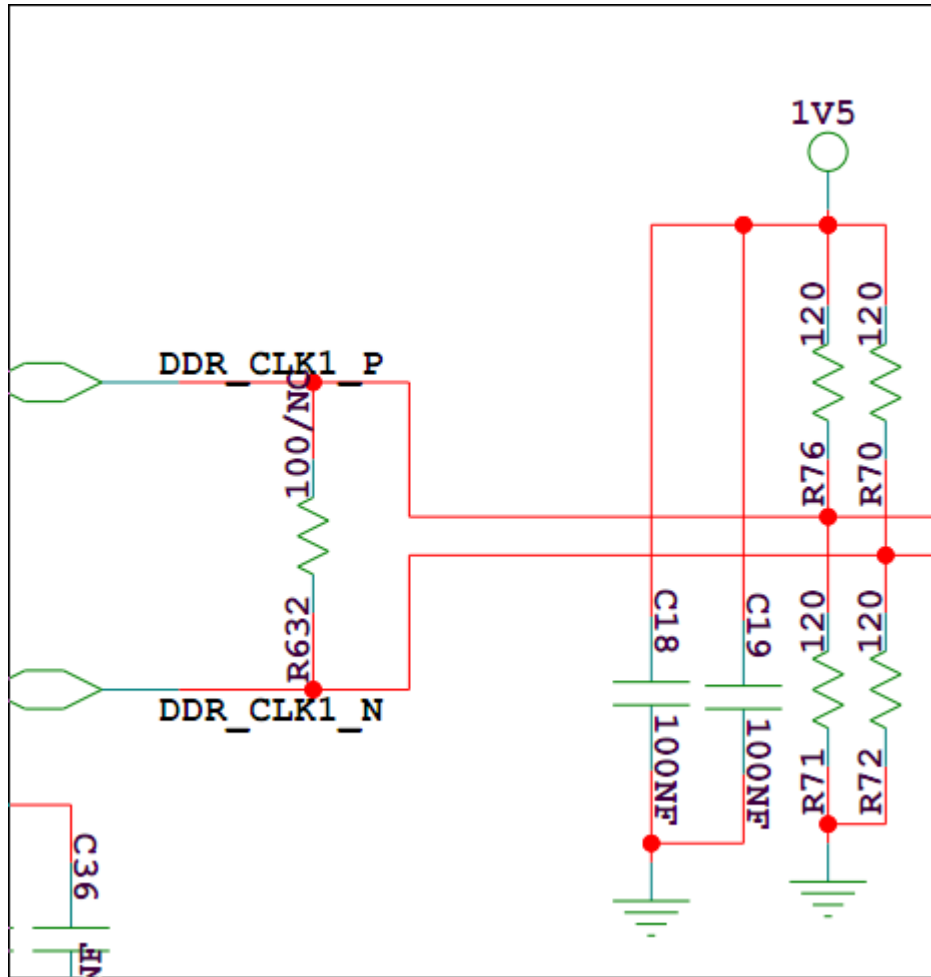 1V5
120
120
DDR_CLK1_P
100/NC
R76
R70
R632
C18
C19
120
120
DDR_CLK1_N
100NF
100NF
R71
R72
C36
NF